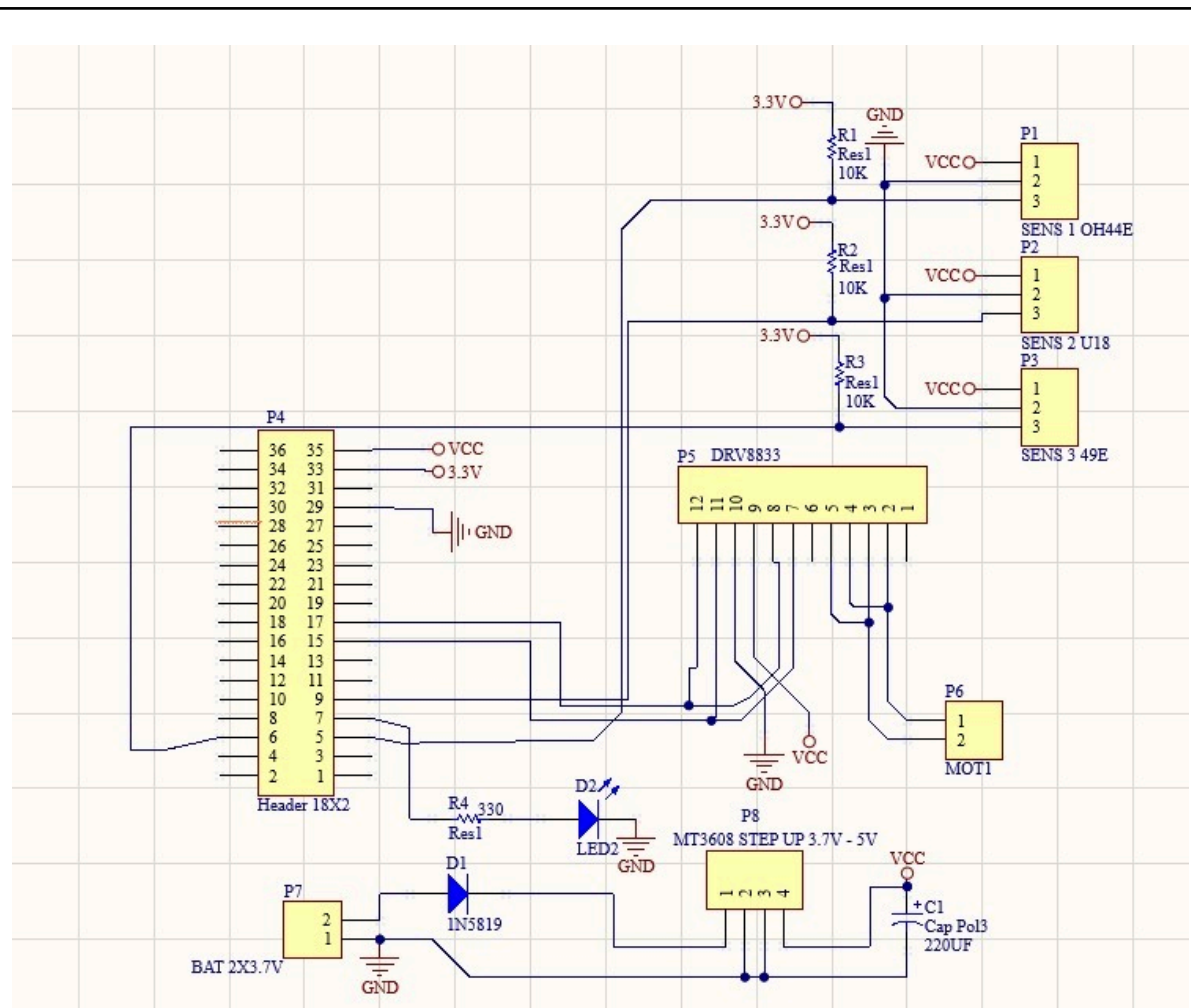 3.3V
GND
R1
Res1
10K
P1
VCC
1
2
3
SENS 1 OH44E
3.3V
R2
Res1
10K
P2
VCC
1
2
3
SENS 2 U18
3.3V
R3
Res1
10K
P3
VCC
1
2
3
SENS 3 49E
P4
36 35
34 33
32 31
30 29
28 27
26 25
24 23
22 21
20 19
18 17
16 15
14 13
12 11
10 9
8 7
6 5
4 3
2 1
Header 18X2
VCC
3.3V
GND
P5 DRV8833
12 11 10 9 8 7 6 5 4 3 2 1
GND
VCC
P6
1
2
MOT1
R4 330
Res1
D2
LED2
GND
P7
2
1
BAT 2X3.7V
GND
D1
1N5819
P8
MT3608 STEP UP 3.7V - 5V
1 2 3 4
VCC
+
C1
Cap Pol3
220UF